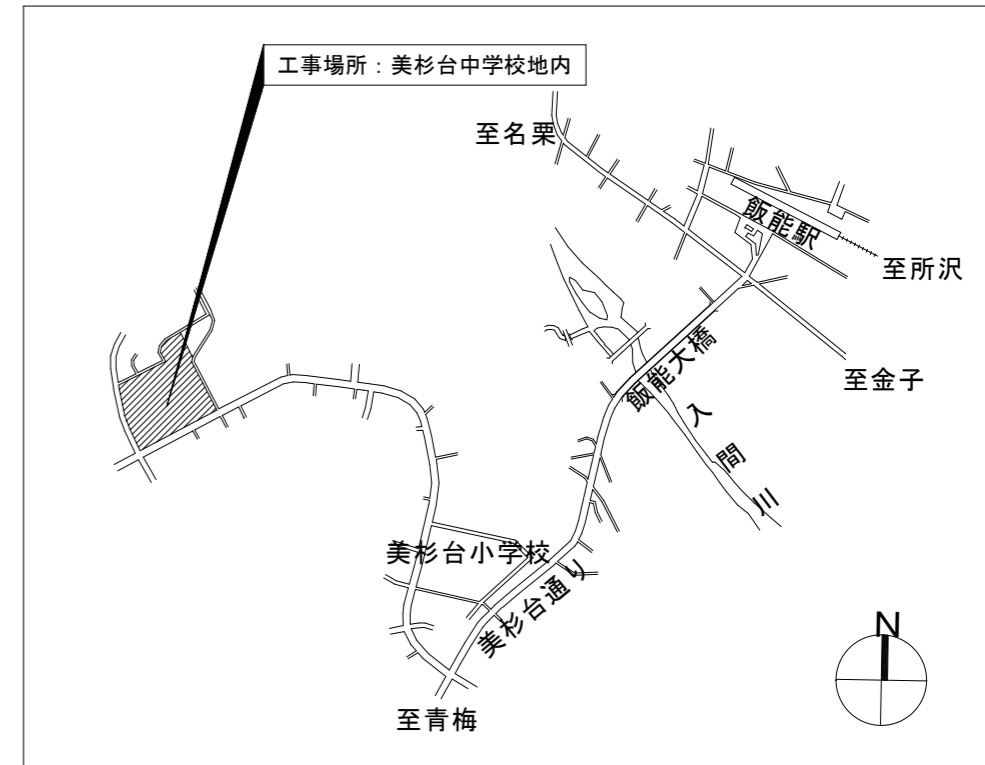 工事場所：美杉台中学校地内
至名栗
飯能駅
至所沢
至金子
飯能大橋
入間川
美杉台小学校
美杉台通り
至青梅
N